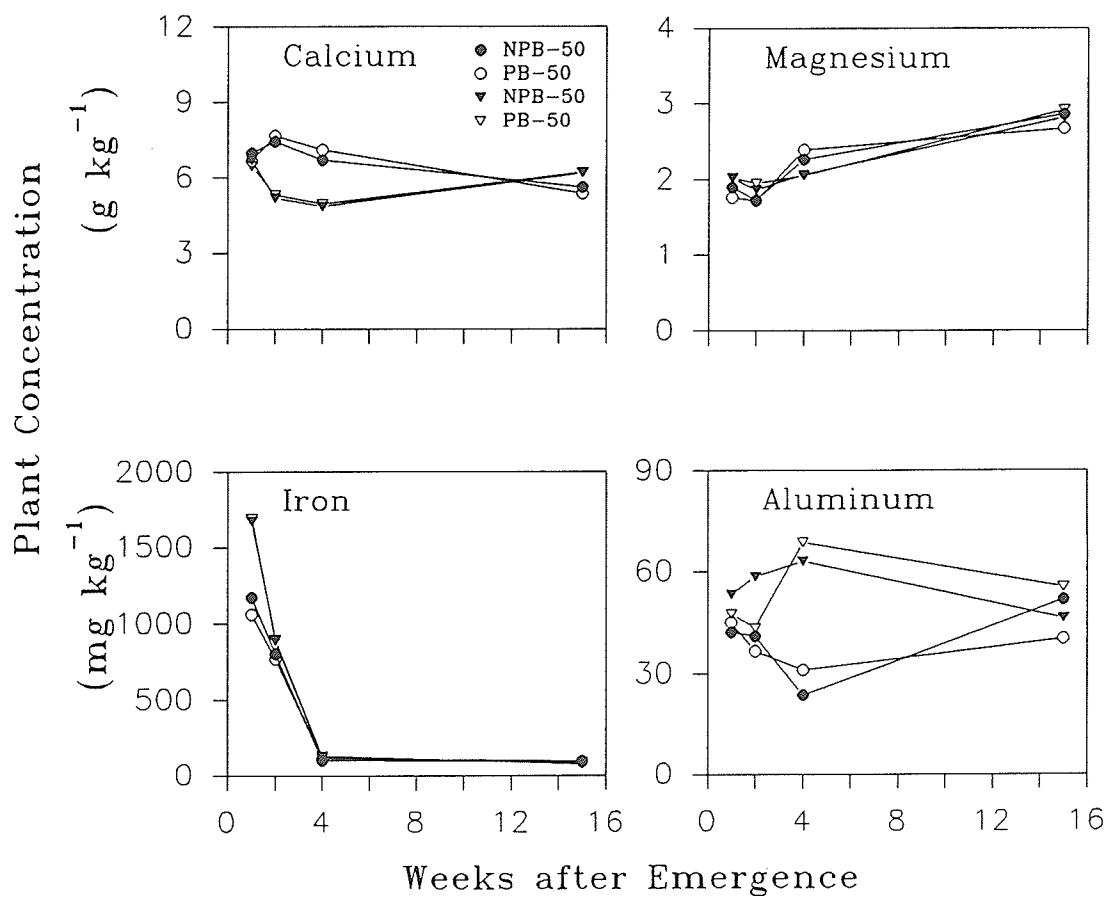 Plant Concentration
(g kg⁻¹)
(mg kg⁻¹)
12
9
6
3
0
Calcium
NPB-50
PB-50
NPB-50
PB-50
4
3
2
1
0
Magnesium
2000
1500
1000
500
0
Iron
0 4 8 12 16
90
60
30
0
Aluminum
0 4 8 12 16
Weeks after Emergence